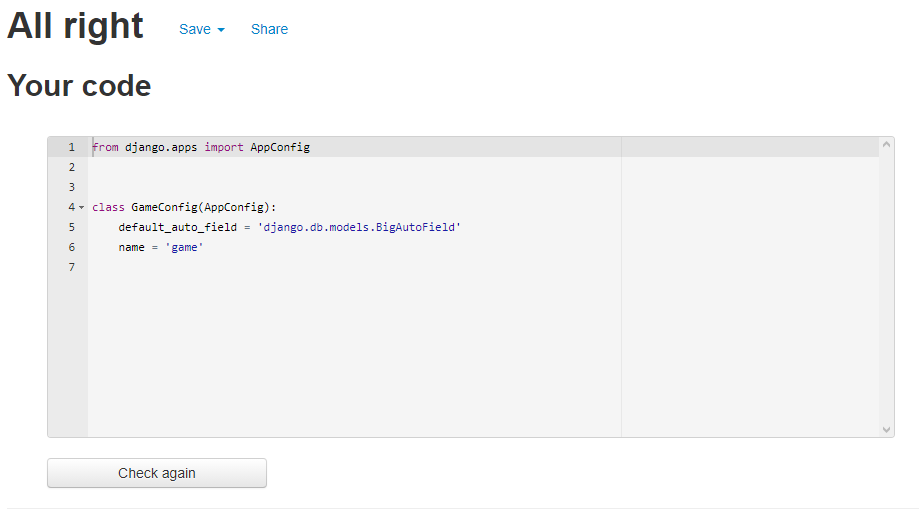 All right Save Share
Your code
1 from django.apps import AppConfig
2
3
4 class GameConfig(AppConfig):
5     default_auto_field = 'django.db.models.BigAutoField'
6     name = 'game'
7
Check again